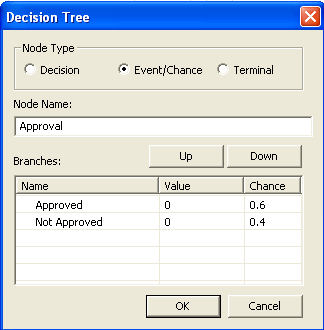 Decision Tree
Node Type
Decision Event/Chance Terminal
Node Name:
Approval
Branches: Up Down
Name Value Chance
Approved 0 0.6
Not Approved 0 0.4
OK Cancel